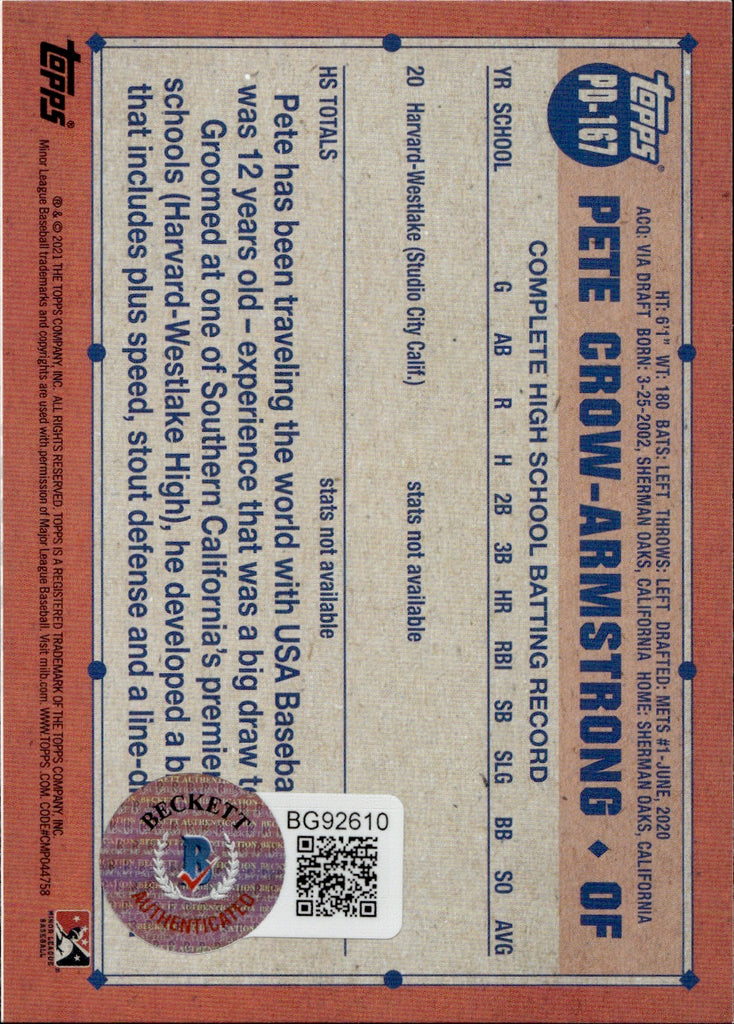 topps®
PD-167
HT: 6'1" WT: 180 BATS: LEFT THROWS: LEFT DRAFTED: METS #1-JUNE, 2020
ACQ: VIA DRAFT BORN: 3-25-2002, SHERMAN OAKS, CALIFORNIA HOME: SHERMAN OAKS, CALIFORNIA
PETE CROW-ARMSTRONG ◆ OF
COMPLETE HIGH SCHOOL BATTING RECORD
YR SCHOOL G AB R H 2B 3B HR RBI SB SLG BB SO AVG
20 Harvard-Westlake (Studio City Calif.) stats not available
HS TOTALS stats not available
Pete has been traveling the world with USA Baseba
was 12 years old – experience that was a big draw t
Groomed at one of Southern California's premie
schools (Harvard-Westlake High), he developed a b
that includes plus speed, stout defense and a line-d
BG92610
BECKETT
B
AUTHENTICATED
topps®
® & © 2021 THE TOPPS COMPANY, INC. ALL RIGHTS RESERVED. TOPPS IS A REGISTERED TRADEMARK OF THE TOPPS COMPANY, INC.
Minor League Baseball trademarks and copyrights are used with permission of Major League Baseball. Visit milb.com. WWW.TOPPS.COM. CODE#CMP044758
MINOR LEAGUE
BASEBALL